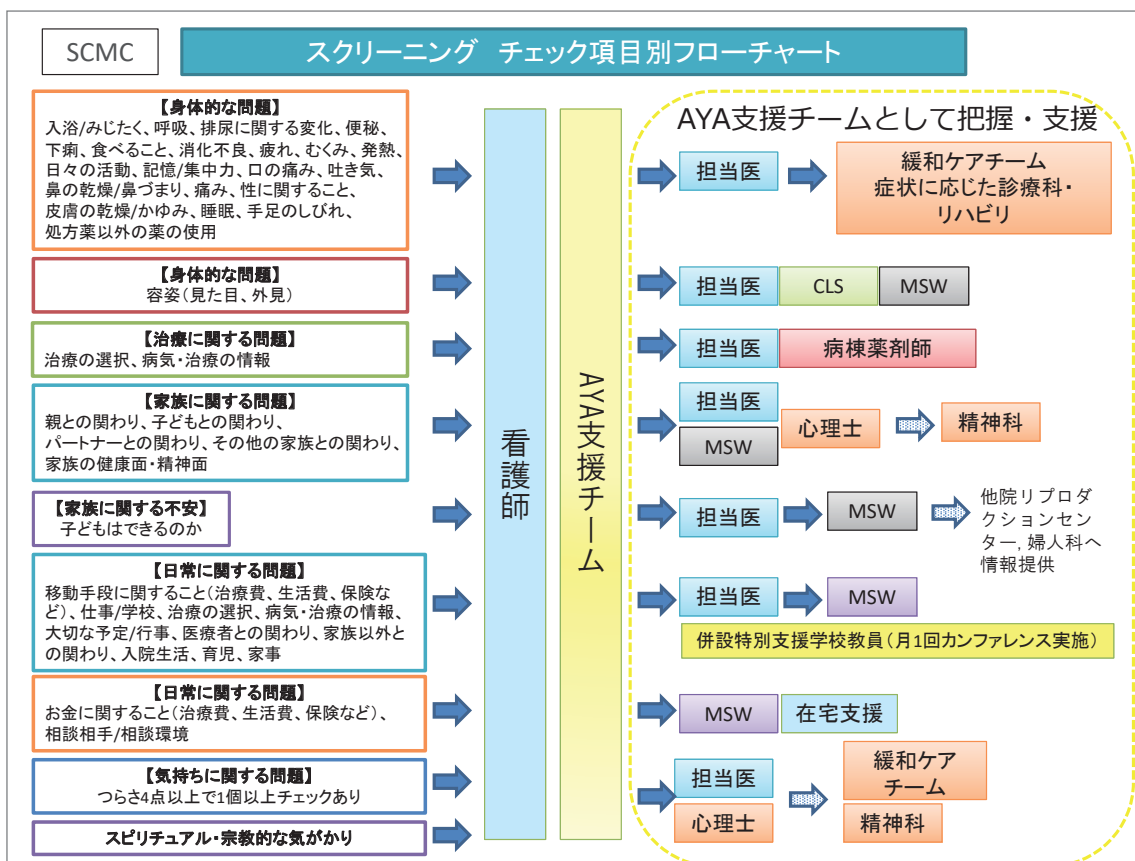 SCMC
スクリーニング　チェック項目別フローチャート
【身体的な問題】
入浴/みじたく、呼吸、排尿に関する変化、便秘、
下痢、食べること、消化不良、疲れ、むくみ、発熱、
日々の活動、記憶/集中力、口の痛み、吐き気、
鼻の乾燥/鼻づまり、痛み、性に関すること、
皮膚の乾燥/かゆみ、睡眠、手足のしびれ、
処方薬以外の薬の使用
【身体的な問題】
容姿(見た目、外見)
【治療に関する問題】
治療の選択、病気・治療の情報
【家族に関する問題】
親との関わり、子どもとの関わり、
パートナーとの関わり、その他の家族との関わり、
家族の健康面・精神面
【家族に関する不安】
子どもはできるのか
【日常に関する問題】
移動手段に関すること(治療費、生活費、保険な
ど)、仕事/学校、治療の選択、病気・治療の情報、
大切な予定/行事、医療者との関わり、家族以外と
の関わり、入院生活、育児、家事
【日常に関する問題】
お金に関すること(治療費、生活費、保険など)、
相談相手/相談環境
【気持ちに関する問題】
つらさ4点以上で1個以上チェックあり
スピリチュアル・宗教的な気がかり
看護師
AYA支援チーム
AYA支援チームとして把握・支援
担当医
緩和ケアチーム
症状に応じた診療科・
リハビリ
担当医
CLS
MSW
担当医
病棟薬剤師
担当医
MSW
心理士
精神科
担当医
MSW
他院リプロダ
クションセン
ター, 婦人科へ
情報提供
担当医
MSW
併設特別支援学校教員(月1回カンファレンス実施)
MSW
在宅支援
担当医
心理士
緩和ケア
チーム
精神科